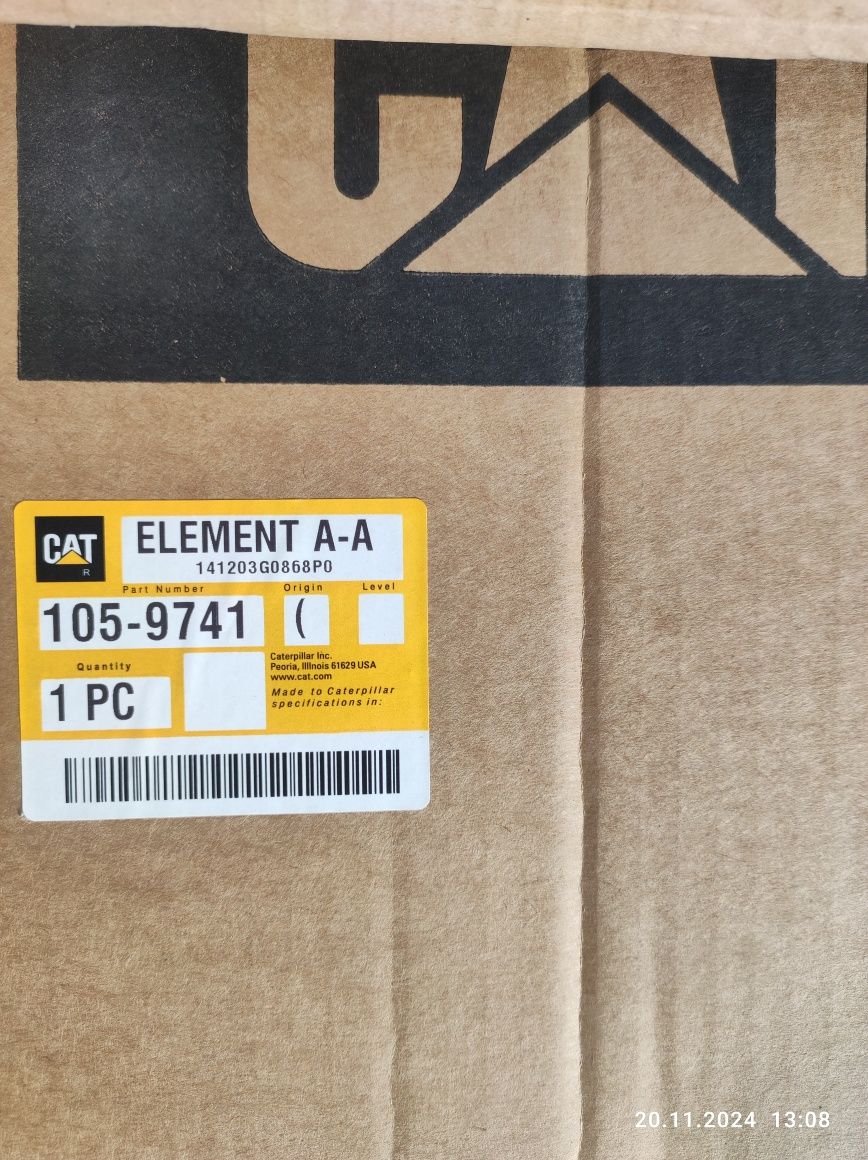 CAT
CAT
R
ELEMENT A-A
141203G0868P0
Part Number
Origin
Level
105-9741
(
Quantity
1 PC
Caterpillar Inc.
Peoria, Illlnois 61629 USA
www.cat.com
Made to Caterpillar
specifications in:
20.11.2024 13:08